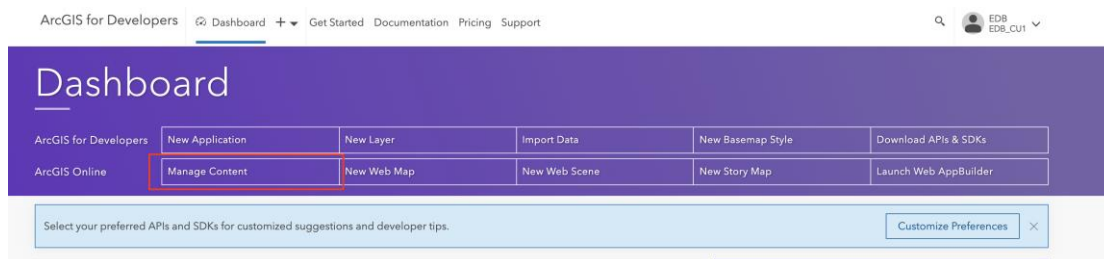 ArcGIS for Developers Dashboard Get Started Documentation Pricing Support EDB
EDB_CU1
Dashboard
ArcGIS for Developers New Application New Layer Import Data New Basemap Style Download APIs & SDKs
ArcGIS Online Manage Content New Web Map New Web Scene New Story Map Launch Web AppBuilder
Select your preferred APIs and SDKs for customized suggestions and developer tips. Customize Preferences